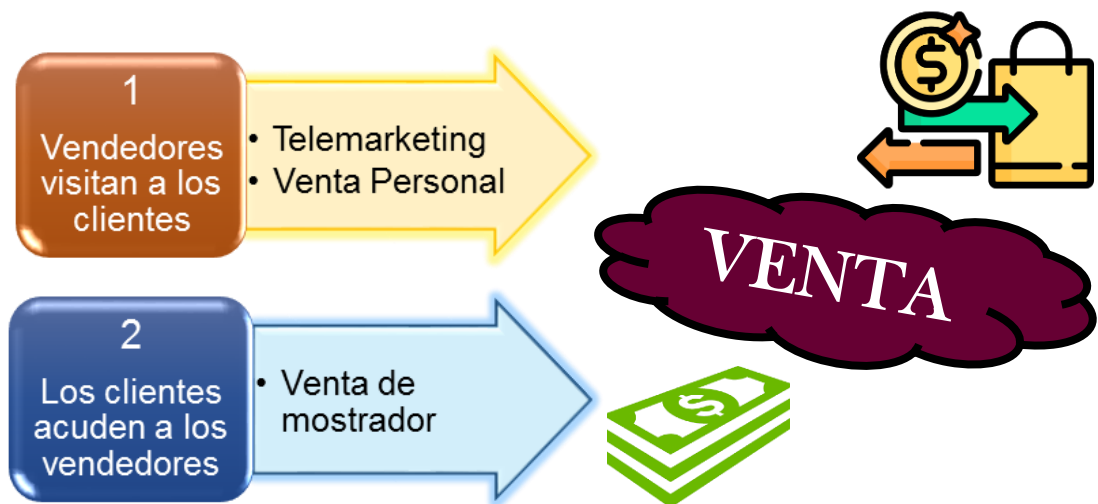 1
Vendedores
visitan a los
clientes
• Telemarketing
• Venta Personal
$
VENTA
2
Los clientes
acuden a los
vendedores
• Venta de
mostrador
$